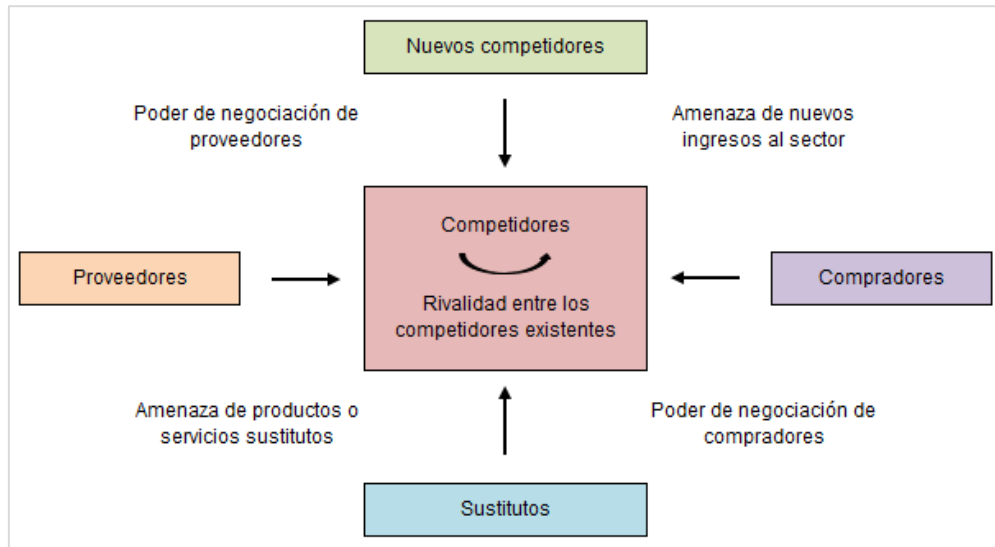 Nuevos competidores
Poder de negociación de
proveedores
Amenaza de nuevos
ingresos al sector
Competidores
Rivalidad entre los
competidores existentes
Proveedores
Compradores
Amenaza de productos o
servicios sustitutos
Poder de negociación de
compradores
Sustitutos